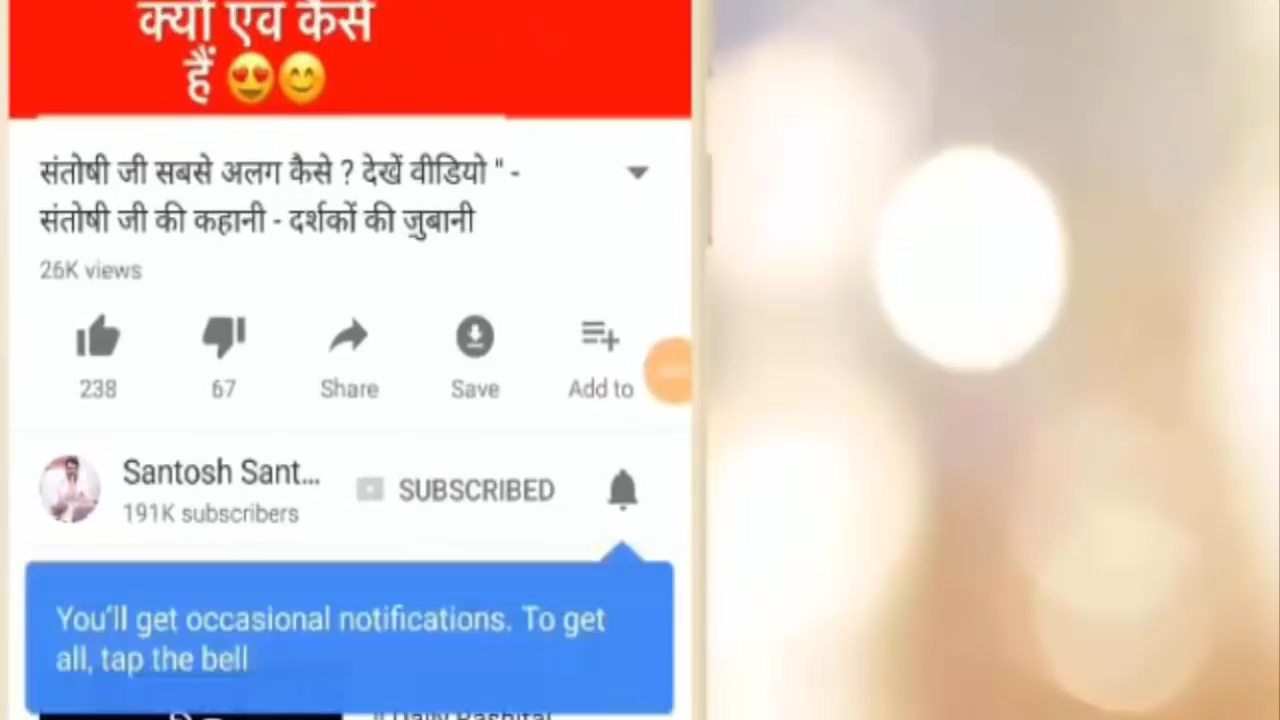 क्यों एवं कैसे
हैं 😍😊
संतोषी जी सबसे अलग कैसे ? देखें वीडियो " -
संतोषी जी की कहानी - दर्शकों की जुबानी
26K views
238
67
Share
Save
Add to
Santosh Sant...
191K subscribers
SUBSCRIBED
You'll get occasional notifications. To get
all, tap the bell